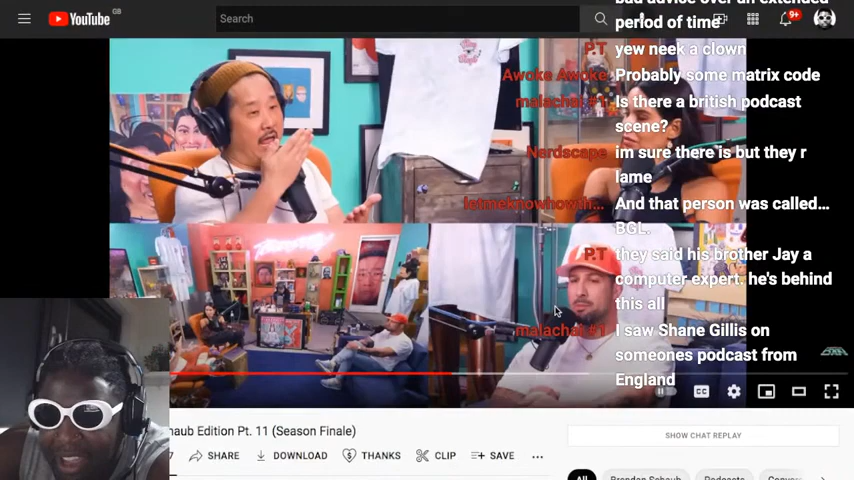 YouTube GB
Search
9+
bad advice over an extended
period of time
P.T yew neek a clown
Awoke Awoke Probably some matrix code
malachai #1 Is there a british podcast
scene?
Nerdscape im sure there is but they r
lame
letmeknowhowith... And that person was called...
BGL.
P.T they said his brother Jay a
computer expert. he's behind
this all
malachai #1 I saw Shane Gillis on
someones podcast from
England
haub Edition Pt. 11 (Season Finale)
SHOW CHAT REPLAY
7 SHARE DOWNLOAD THANKS CLIP SAVE ...
All Brendan Schaub Podcasts